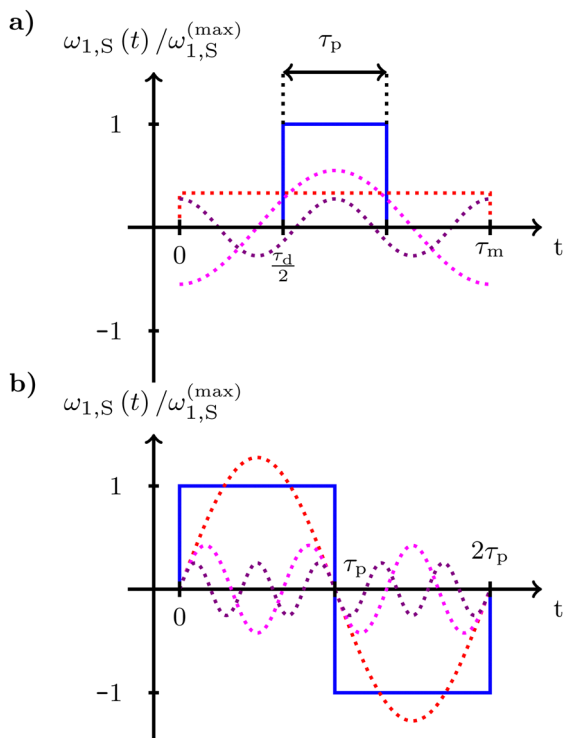 a)
ω₁,S (t) /ω₁,S^(max)
τp
1
0
τd/2
τm
t
-1
b)
ω₁,S (t) /ω₁,S^(max)
1
τp
2τp
0
t
-1